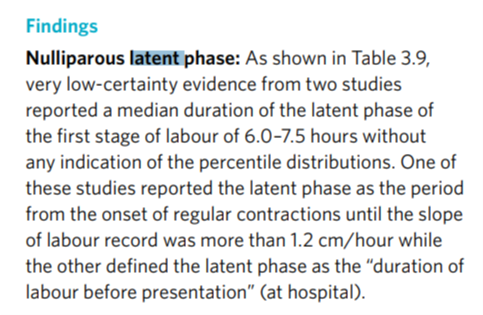 Findings
Nulliparous latent phase: As shown in Table 3.9,
very low-certainty evidence from two studies
reported a median duration of the latent phase of
the first stage of labour of 6.0–7.5 hours without
any indication of the percentile distributions. One of
these studies reported the latent phase as the period
from the onset of regular contractions until the slope
of labour record was more than 1.2 cm/hour while
the other defined the latent phase as the “duration of
labour before presentation” (at hospital).